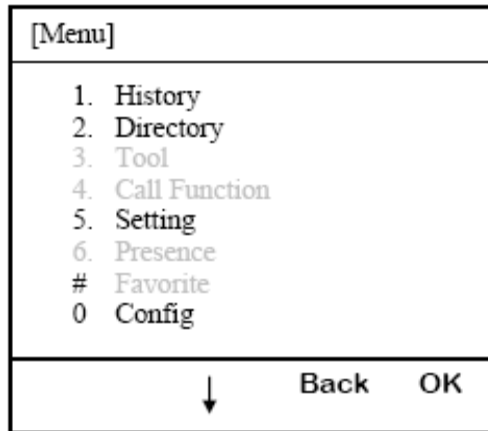 [Menu]
1. History
2. Directory
3. Tool
4. Call Function
5. Setting
6. Presence
# Favorite
0 Config
↓ Back OK